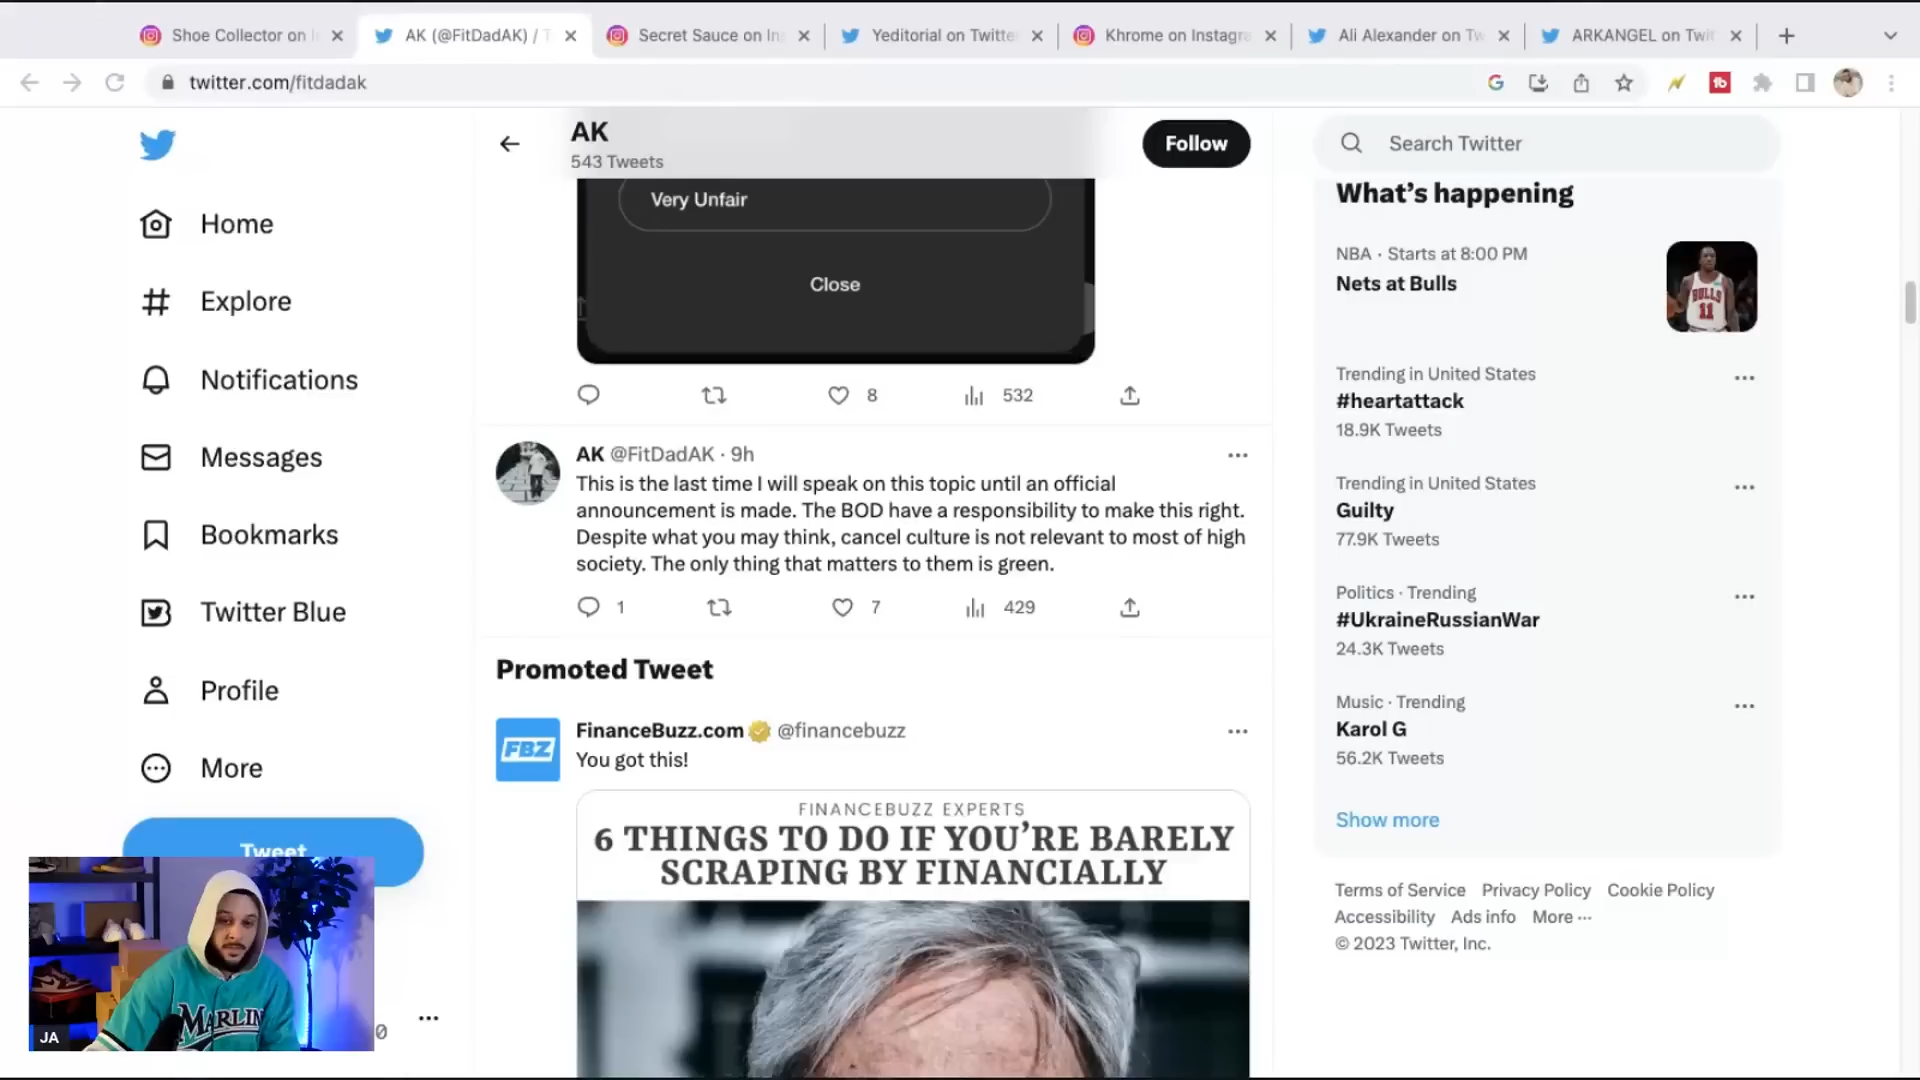 Shoe Collector on
AK (@FitDadAK) /
Secret Sauce on In
Yeditorial on Twitte
Khrome on Instagra
Ali Alexander on Tw
ARKANGEL on Twit
twitter.com/fitdadak
AK
543 Tweets
Follow
Search Twitter
Home
Explore
Notifications
Messages
Bookmarks
Twitter Blue
Profile
More
Tweet
Very Unfair
Close
8
532
AK @FitDadAK · 9h
This is the last time I will speak on this topic until an official
announcement is made. The BOD have a responsibility to make this right.
Despite what you may think, cancel culture is not relevant to most of high
society. The only thing that matters to them is green.
1
7
429
Promoted Tweet
FBZ
FinanceBuzz.com @financebuzz
You got this!
FINANCEBUZZ EXPERTS
6 THINGS TO DO IF YOU'RE BARELY
SCRAPING BY FINANCIALLY
What's happening
NBA · Starts at 8:00 PM
Nets at Bulls
BULLS
11
Trending in United States
#heartattack
18.9K Tweets
Trending in United States
Guilty
77.9K Tweets
Politics · Trending
#UkraineRussianWar
24.3K Tweets
Music · Trending
Karol G
56.2K Tweets
Show more
Terms of Service Privacy Policy Cookie Policy
Accessibility Ads info More ···
© 2023 Twitter, Inc.
MARLIN
JA
0